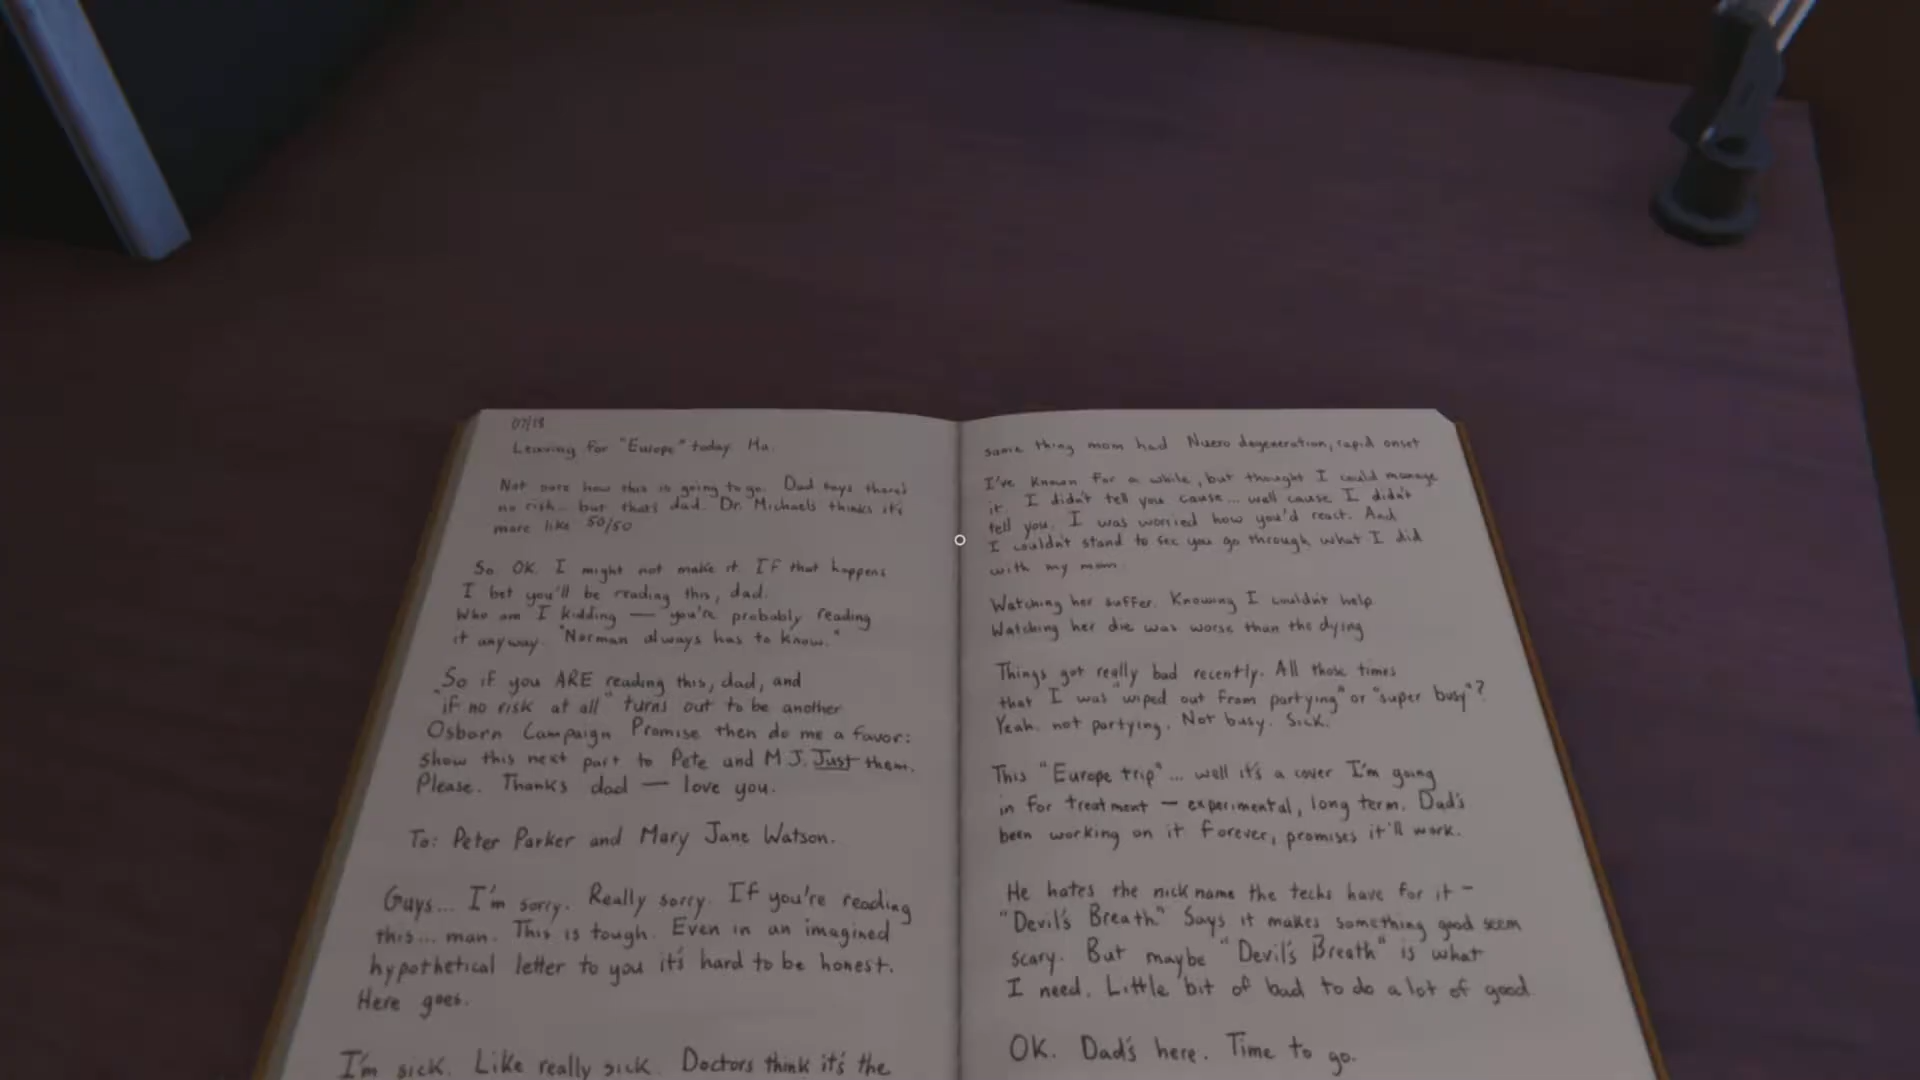 07/18
Leaving for "Europe" today. Ha.
Not sure how this is going to go. Dad says there's
no risk... but that's dad. Dr. Michaels thinks it's
more like 50/50
So. OK. I might not make it. If that happens
I bet you'll be reading this, dad.
Who am I kidding — you're probably reading
it anyway. "Norman always has to know."
So if you ARE reading this, dad, and
"if no risk at all" turns out to be another
Osborn Campaign Promise then do me a favor:
show this next part to Pete and MJ. Just them.
Please. Thanks dad — love you.
To: Peter Parker and Mary Jane Watson.
Guys... I'm sorry. Really sorry. If you're reading
this... man. This is tough. Even in an imagined
hypothetical letter to you it's hard to be honest.
Here goes.
I'm sick. Like really sick. Doctors think it's the
same thing mom had Nuero degeneration, rapid onset
I've known for a while, but thought I could manage
it. I didn't tell you cause... well cause I didn't
tell you. I was worried how you'd react. And
I couldn't stand to see you go through what I did
with my mom.
Watching her suffer. Knowing I couldn't help.
Watching her die was worse than the dying
Things got really bad recently. All those times
that I was "wiped out from partying" or "super busy"?
Yeah. not partying. Not busy. Sick.
This "Europe trip"... well it's a cover I'm going
in for treatment — experimental, long term. Dad's
been working on it forever, promises it'll work.
He hates the nickname the techs have for it -
"Devil's Breath." Says it makes something good seem
scary. But maybe "Devil's Breath" is what
I need. Little bit of bad to do a lot of good.
OK. Dad's here. Time to go.